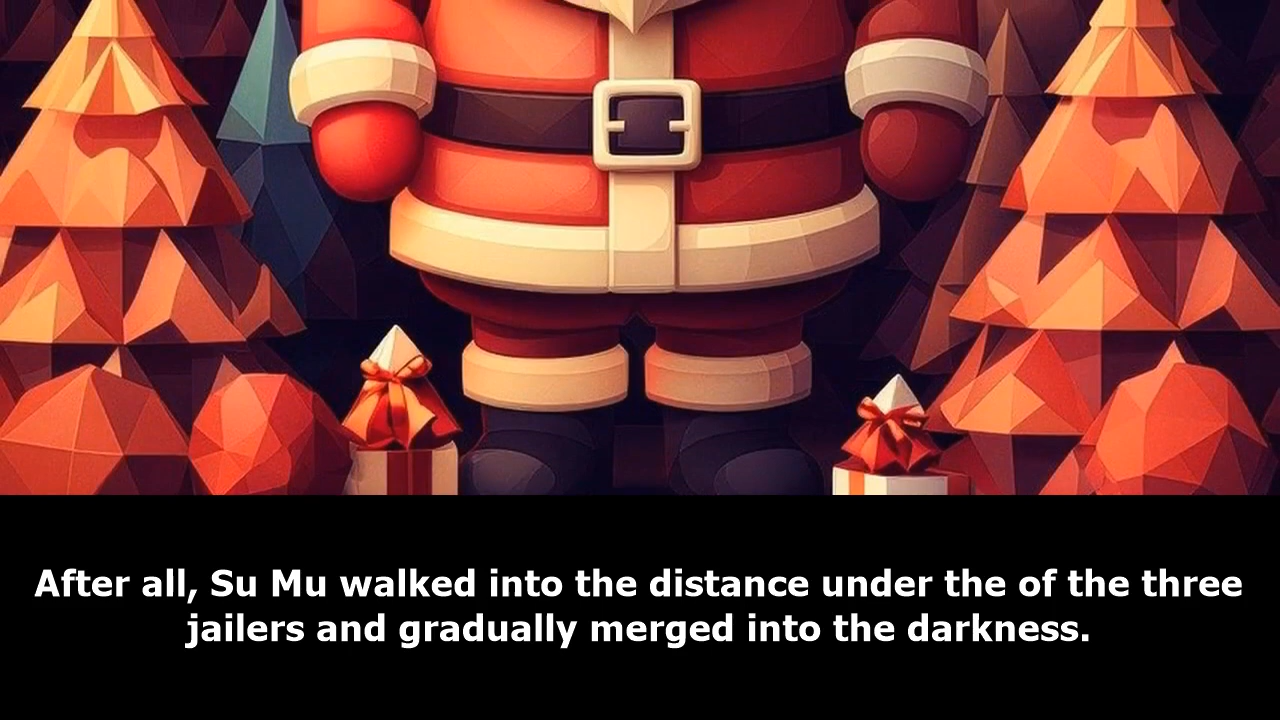 After all, Su Mu walked into the distance under the of the three
jailers and gradually merged into the darkness.